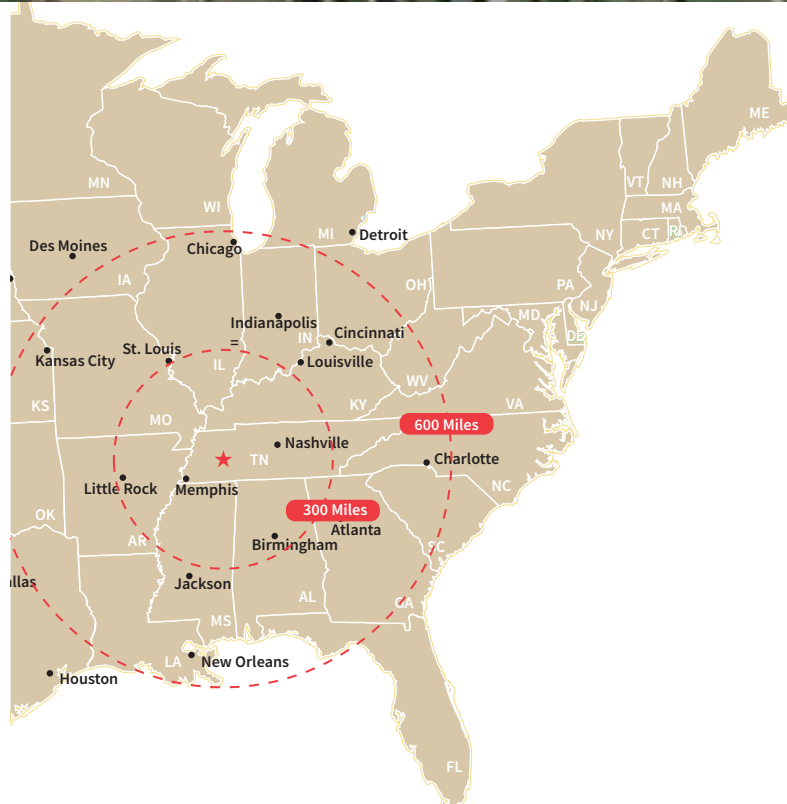 ME
MN
VT
NH
WI
MA
MI
Detroit
NY
CT
RI
Des Moines
Chicago
IA
OH
PA
NJ
MD
Indianapolis
Cincinnati
DE
=
IN
St. Louis
Kansas City
IL
Louisville
WV
KS
MO
KY
VA
600 Miles
Nashville
TN
Charlotte
Little Rock
Memphis
NC
300 Miles
OK
Atlanta
AR
Birmingham
SC
allas
Jackson
AL
GA
MS
LA
New Orleans
Houston
FL